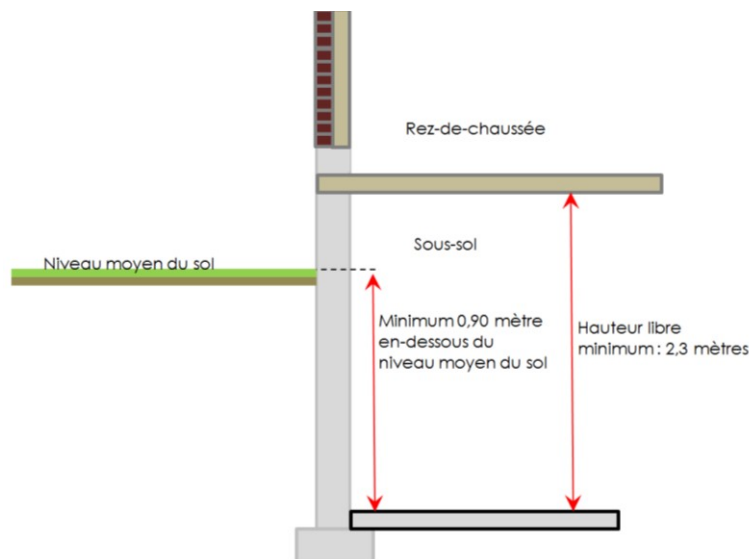 Rez-de-chaussée
Sous-sol
Niveau moyen du sol
Minimum 0,90 mètre
en-dessous du
niveau moyen du sol
Hauteur libre
minimum : 2,3 mètres